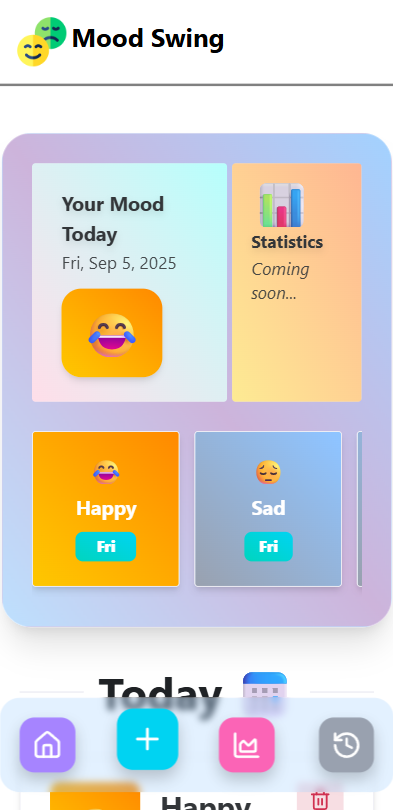 Mood Swing
Your Mood
Today
Fri, Sep 5, 2025
Statistics
Coming
soon...
Happy
Fri
Sad
Fri
Today
Happy